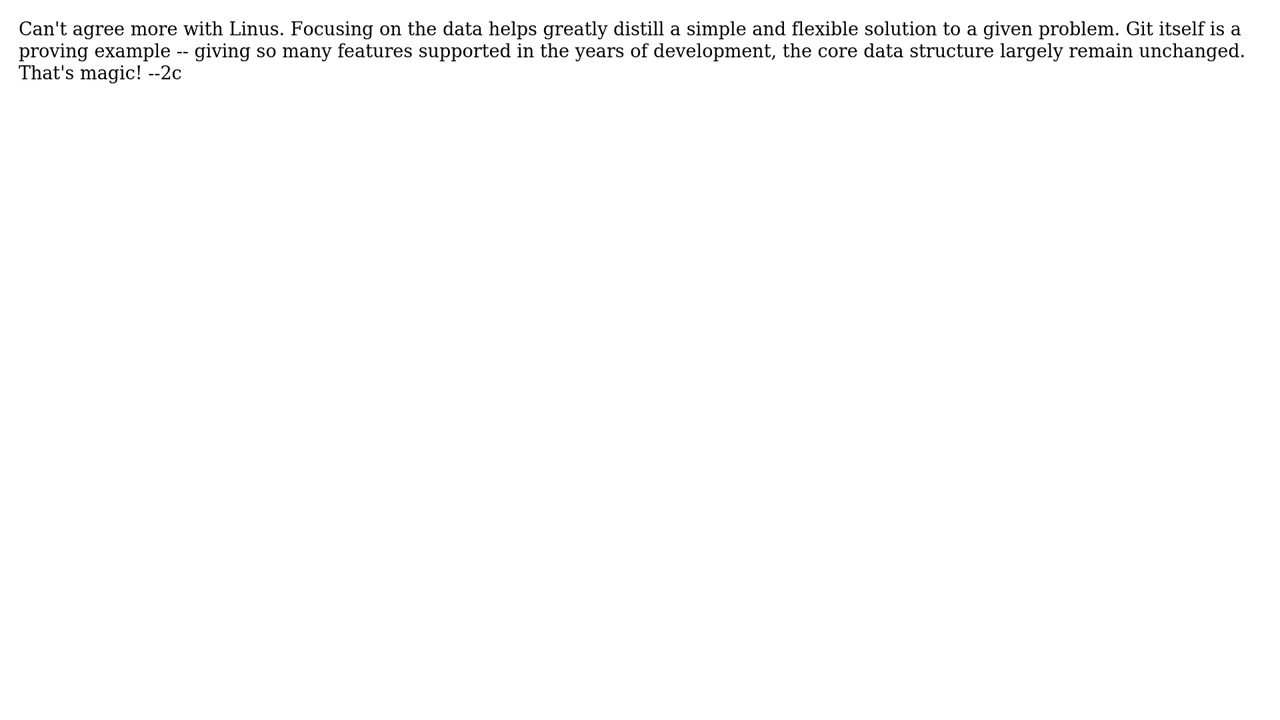 Can't agree more with Linus. Focusing on the data helps greatly distill a simple and flexible solution to a given problem. Git itself is a
proving example -- giving so many features supported in the years of development, the core data structure largely remain unchanged.
That's magic! --2c